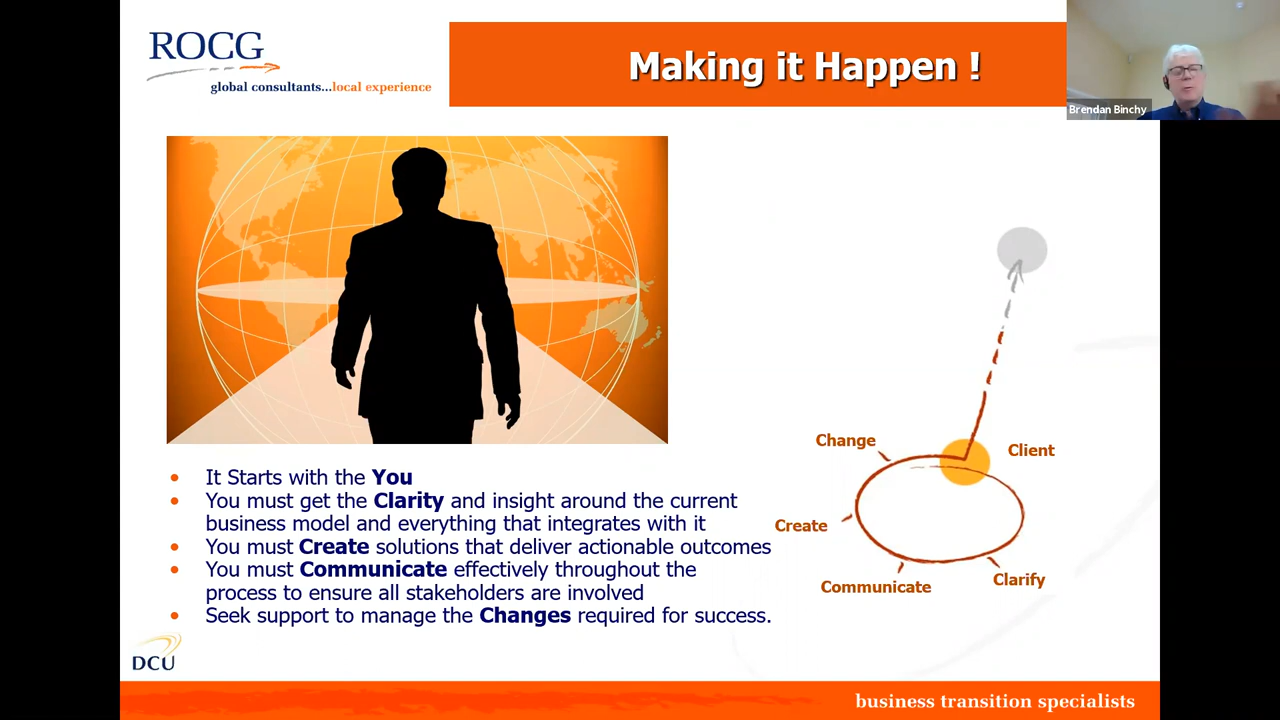 ROCG
global consultants...local experience
Making it Happen !
Brendan Binchy
Change
Client
Create
Communicate
Clarify
• It Starts with the You
• You must get the Clarity and insight around the current
business model and everything that integrates with it
• You must Create solutions that deliver actionable outcomes
• You must Communicate effectively throughout the
process to ensure all stakeholders are involved
• Seek support to manage the Changes required for success.
DCU
business transition specialists